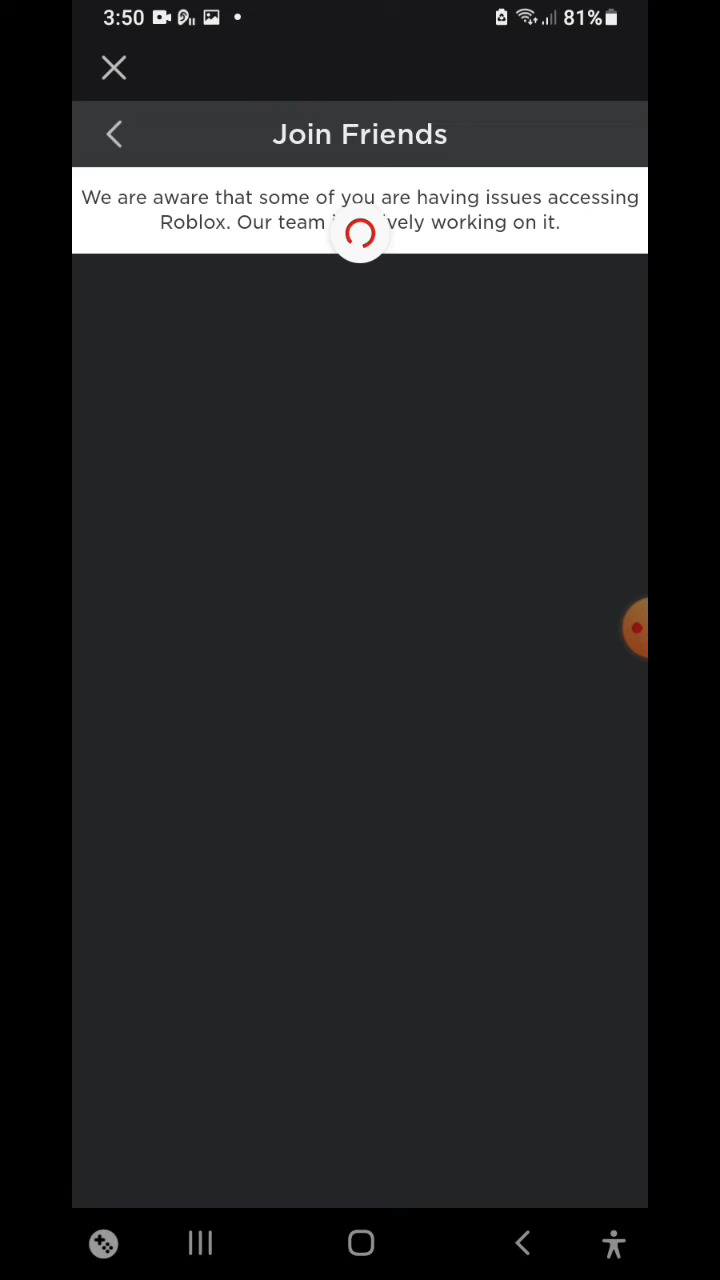 3:50 81%
Join Friends
We are aware that some of you are having issues accessing
Roblox. Our team working on it.